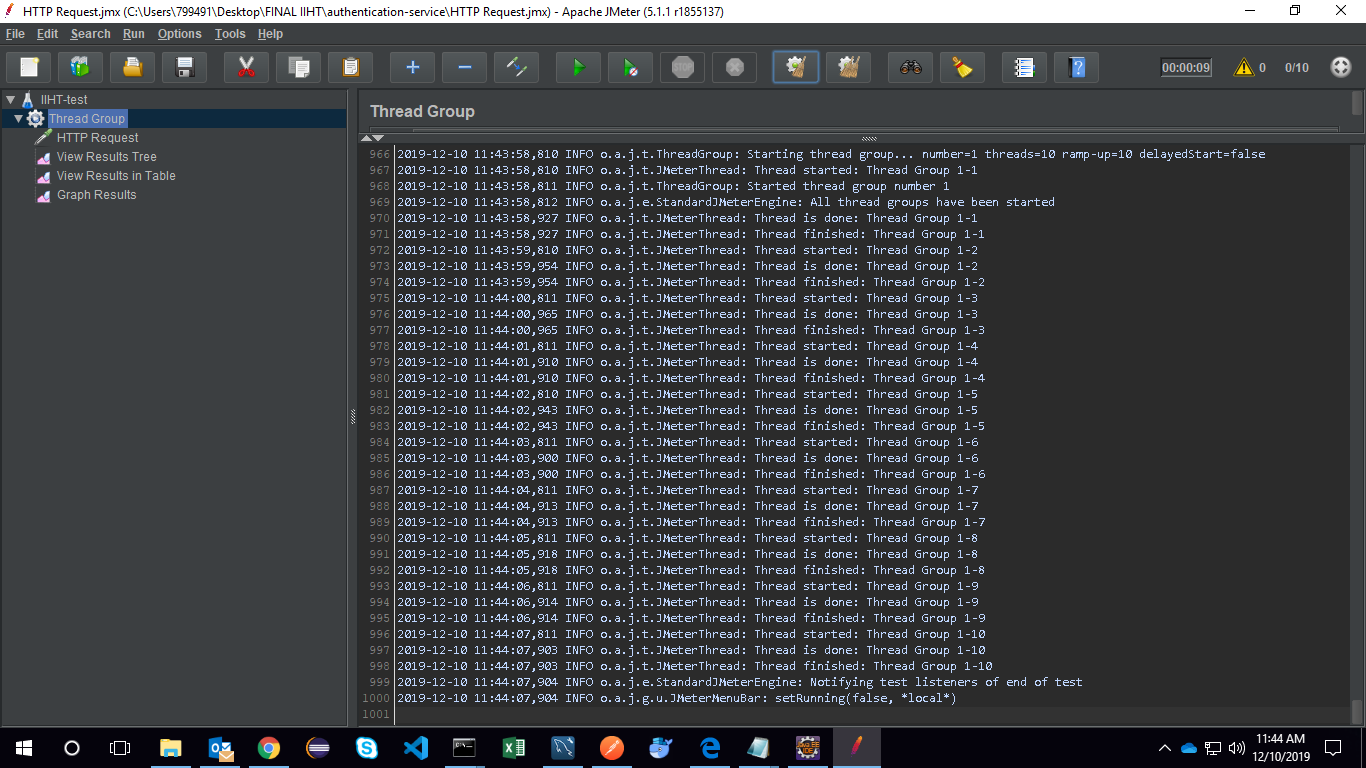 HTTP Request.jmx (C:\Users\799491\Desktop\FINAL IIHT\authentication-service\HTTP Request.jmx) - Apache JMeter (5.1.1 r1855137)
File Edit Search Run Options Tools Help
STOP 00:00:09 0 0/10
IIHT-test
Thread Group
HTTP Request
View Results Tree
View Results in Table
Graph Results
Thread Group
966 2019-12-10 11:43:58,810 INFO o.a.j.t.ThreadGroup: Starting thread group... number=1 threads=10 ramp-up=10 delayedStart=false
967 2019-12-10 11:43:58,810 INFO o.a.j.t.JMeterThread: Thread started: Thread Group 1-1
968 2019-12-10 11:43:58,811 INFO o.a.j.t.ThreadGroup: Started thread group number 1
969 2019-12-10 11:43:58,812 INFO o.a.j.e.StandardJMeterEngine: All thread groups have been started
970 2019-12-10 11:43:58,927 INFO o.a.j.t.JMeterThread: Thread is done: Thread Group 1-1
971 2019-12-10 11:43:58,927 INFO o.a.j.t.JMeterThread: Thread finished: Thread Group 1-1
972 2019-12-10 11:43:59,810 INFO o.a.j.t.JMeterThread: Thread started: Thread Group 1-2
973 2019-12-10 11:43:59,954 INFO o.a.j.t.JMeterThread: Thread is done: Thread Group 1-2
974 2019-12-10 11:43:59,954 INFO o.a.j.t.JMeterThread: Thread finished: Thread Group 1-2
975 2019-12-10 11:44:00,811 INFO o.a.j.t.JMeterThread: Thread started: Thread Group 1-3
976 2019-12-10 11:44:00,965 INFO o.a.j.t.JMeterThread: Thread is done: Thread Group 1-3
977 2019-12-10 11:44:00,965 INFO o.a.j.t.JMeterThread: Thread finished: Thread Group 1-3
978 2019-12-10 11:44:01,811 INFO o.a.j.t.JMeterThread: Thread started: Thread Group 1-4
979 2019-12-10 11:44:01,910 INFO o.a.j.t.JMeterThread: Thread is done: Thread Group 1-4
980 2019-12-10 11:44:01,910 INFO o.a.j.t.JMeterThread: Thread finished: Thread Group 1-4
981 2019-12-10 11:44:02,810 INFO o.a.j.t.JMeterThread: Thread started: Thread Group 1-5
982 2019-12-10 11:44:02,943 INFO o.a.j.t.JMeterThread: Thread is done: Thread Group 1-5
983 2019-12-10 11:44:02,943 INFO o.a.j.t.JMeterThread: Thread finished: Thread Group 1-5
984 2019-12-10 11:44:03,811 INFO o.a.j.t.JMeterThread: Thread started: Thread Group 1-6
985 2019-12-10 11:44:03,900 INFO o.a.j.t.JMeterThread: Thread is done: Thread Group 1-6
986 2019-12-10 11:44:03,900 INFO o.a.j.t.JMeterThread: Thread finished: Thread Group 1-6
987 2019-12-10 11:44:04,811 INFO o.a.j.t.JMeterThread: Thread started: Thread Group 1-7
988 2019-12-10 11:44:04,913 INFO o.a.j.t.JMeterThread: Thread is done: Thread Group 1-7
989 2019-12-10 11:44:04,913 INFO o.a.j.t.JMeterThread: Thread finished: Thread Group 1-7
990 2019-12-10 11:44:05,811 INFO o.a.j.t.JMeterThread: Thread started: Thread Group 1-8
991 2019-12-10 11:44:05,918 INFO o.a.j.t.JMeterThread: Thread is done: Thread Group 1-8
992 2019-12-10 11:44:05,918 INFO o.a.j.t.JMeterThread: Thread finished: Thread Group 1-8
993 2019-12-10 11:44:06,811 INFO o.a.j.t.JMeterThread: Thread started: Thread Group 1-9
994 2019-12-10 11:44:06,914 INFO o.a.j.t.JMeterThread: Thread is done: Thread Group 1-9
995 2019-12-10 11:44:06,914 INFO o.a.j.t.JMeterThread: Thread finished: Thread Group 1-9
996 2019-12-10 11:44:07,811 INFO o.a.j.t.JMeterThread: Thread started: Thread Group 1-10
997 2019-12-10 11:44:07,903 INFO o.a.j.t.JMeterThread: Thread is done: Thread Group 1-10
998 2019-12-10 11:44:07,903 INFO o.a.j.t.JMeterThread: Thread finished: Thread Group 1-10
999 2019-12-10 11:44:07,904 INFO o.a.j.e.StandardJMeterEngine: Notifying test listeners of end of test
1000 2019-12-10 11:44:07,904 INFO o.a.j.g.u.JMeterMenuBar: setRunning(false, *local*)
1001
11:44 AM
12/10/2019